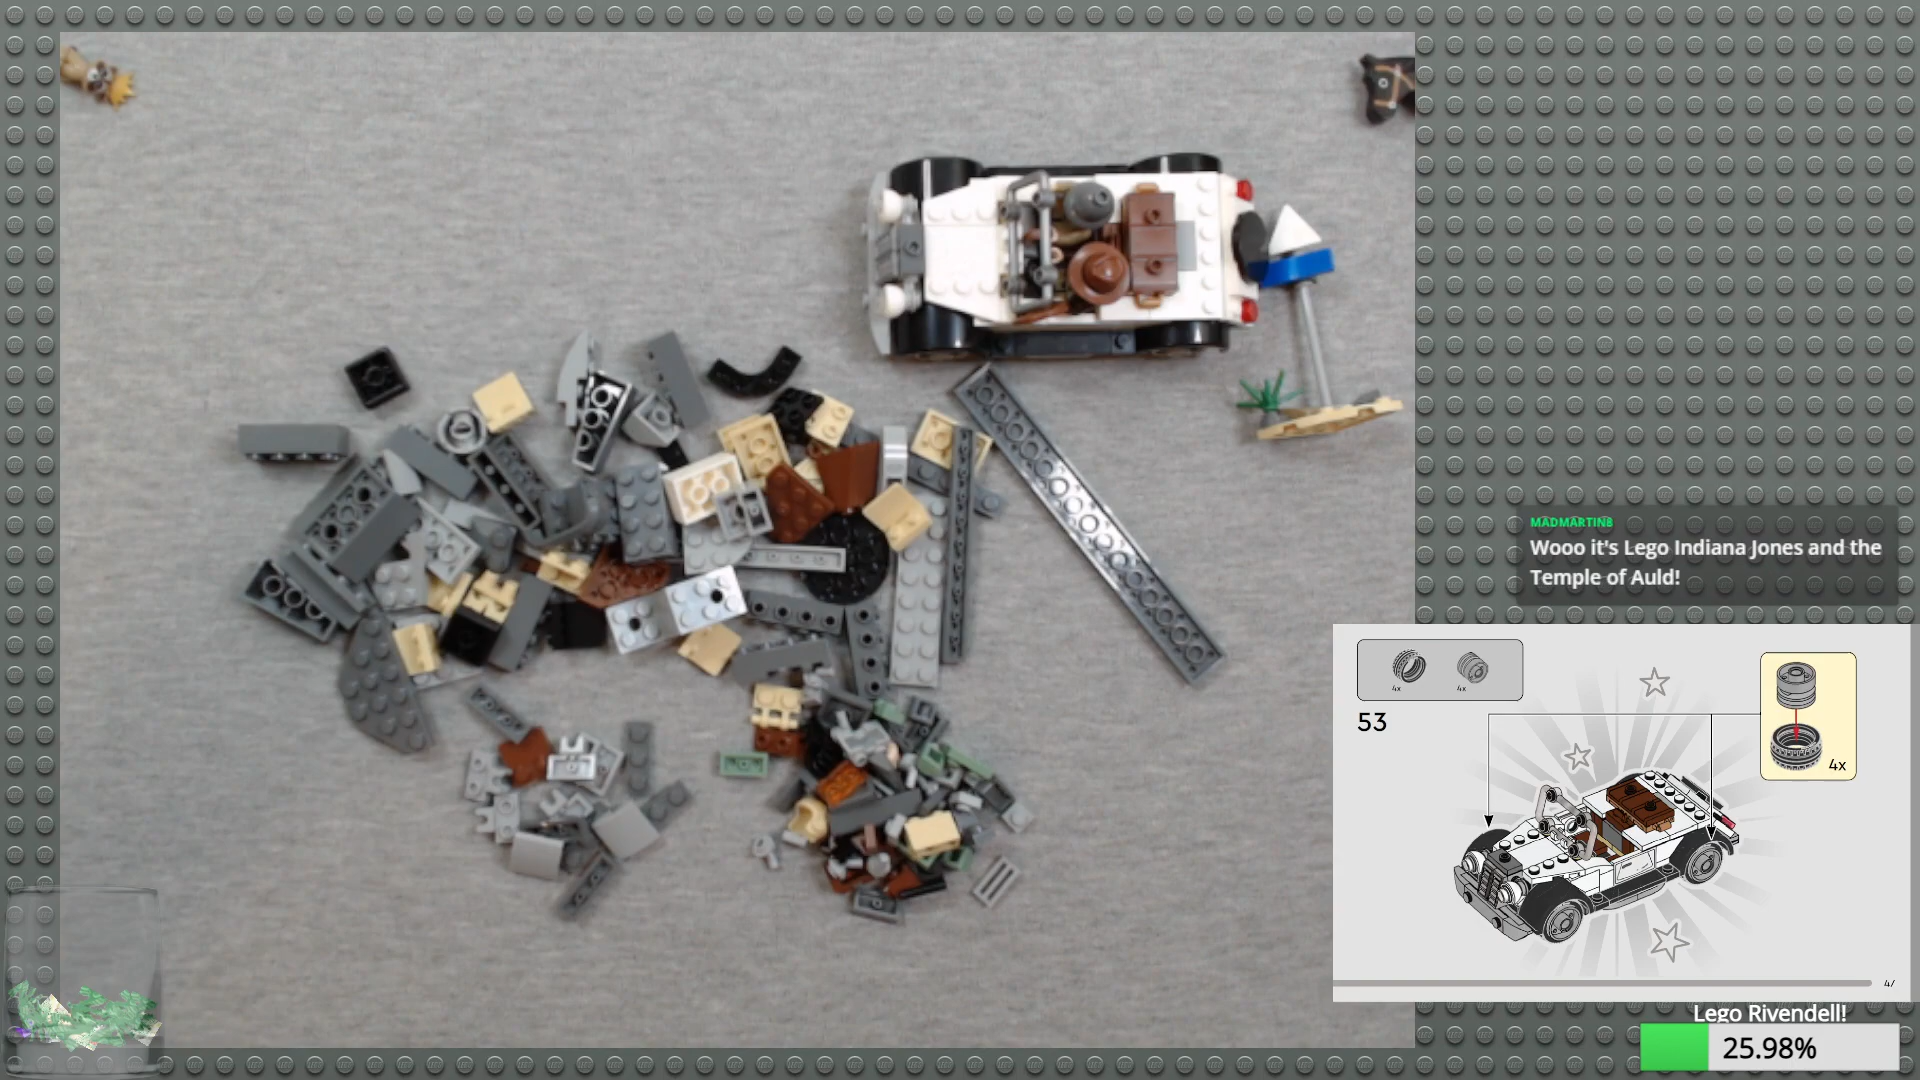 MADMARTIN8
Wooo it's Lego Indiana Jones and the
Temple of Auld!
4x
4x
53
4x
47
Lego Rivendell!
25.98%